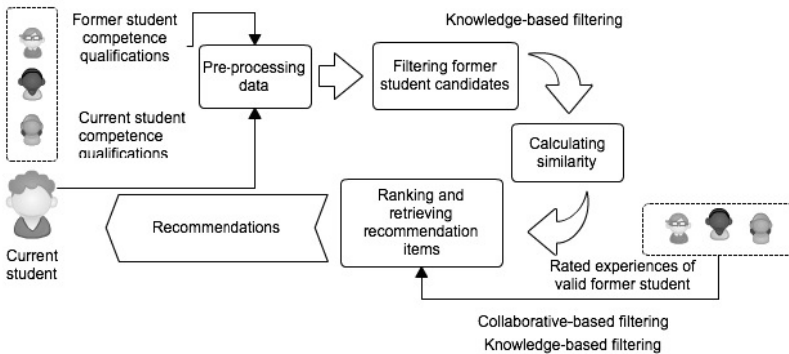 Former student
competence
qualifications
Current student
competence
qualifications
Current
student
Pre-processing
data
Knowledge-based filtering
Filtering former
student candidates
Calculating
similarity
Ranking and
retrieving
recommendation
items
Recommendations
Rated experiences of
valid former student
Collaborative-based filtering
Knowledge-based filtering